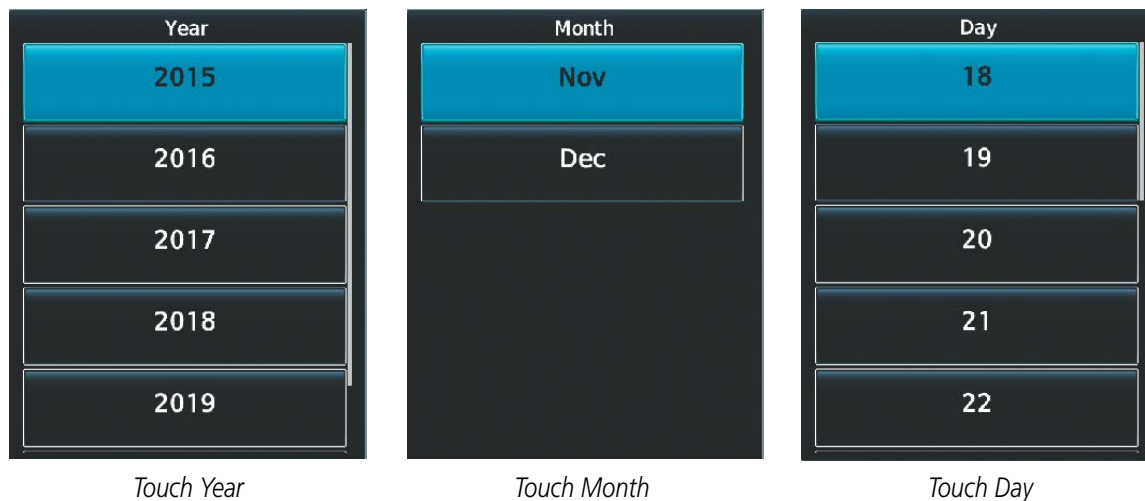 Year
2015
2016
2017
2018
2019
Touch Year
Month
Nov
Dec
Touch Month
Day
18
19
20
21
22
Touch Day